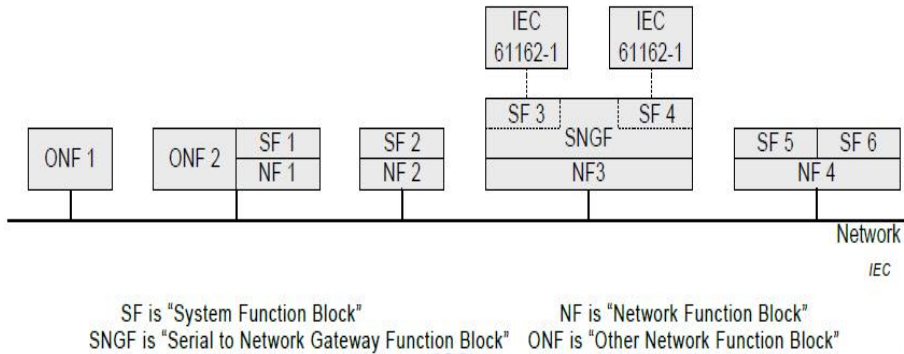 IEC
61162-1
IEC
61162-1
ONF 1
ONF 2
SF 1
NF 1
SF 2
NF 2
SF 3
SF 4
SNGF
NF3
SF 5
SF 6
NF 4
Network
IEC
SF is “System Function Block”
NF is “Network Function Block”
SNGF is “Serial to Network Gateway Function Block”
ONF is “Other Network Function Block”